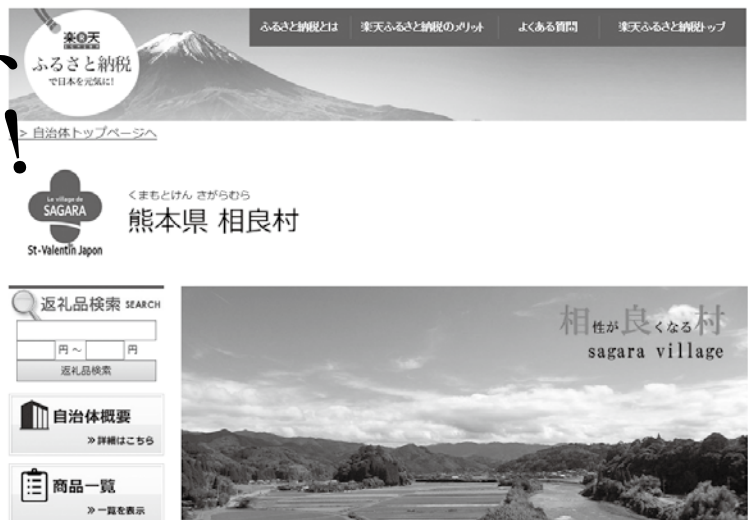 ふるさと納税とは 楽天ふるさと納税のメリット よくある質問 楽天ふるさと納税トップ
楽天
ふるさと納税
で日本を元気に!
、
!
> 自治体トップページへ
Le village de
SAGARA
St-Valentin Japon
くまもとけん さがらむら
熊本県 相良村
返礼品検索 SEARCH
円~ 円
返礼品検索
自治体概要
≫詳細はこちら
商品一覧
≫一覧を表示
相性が良くなる村
sagara village